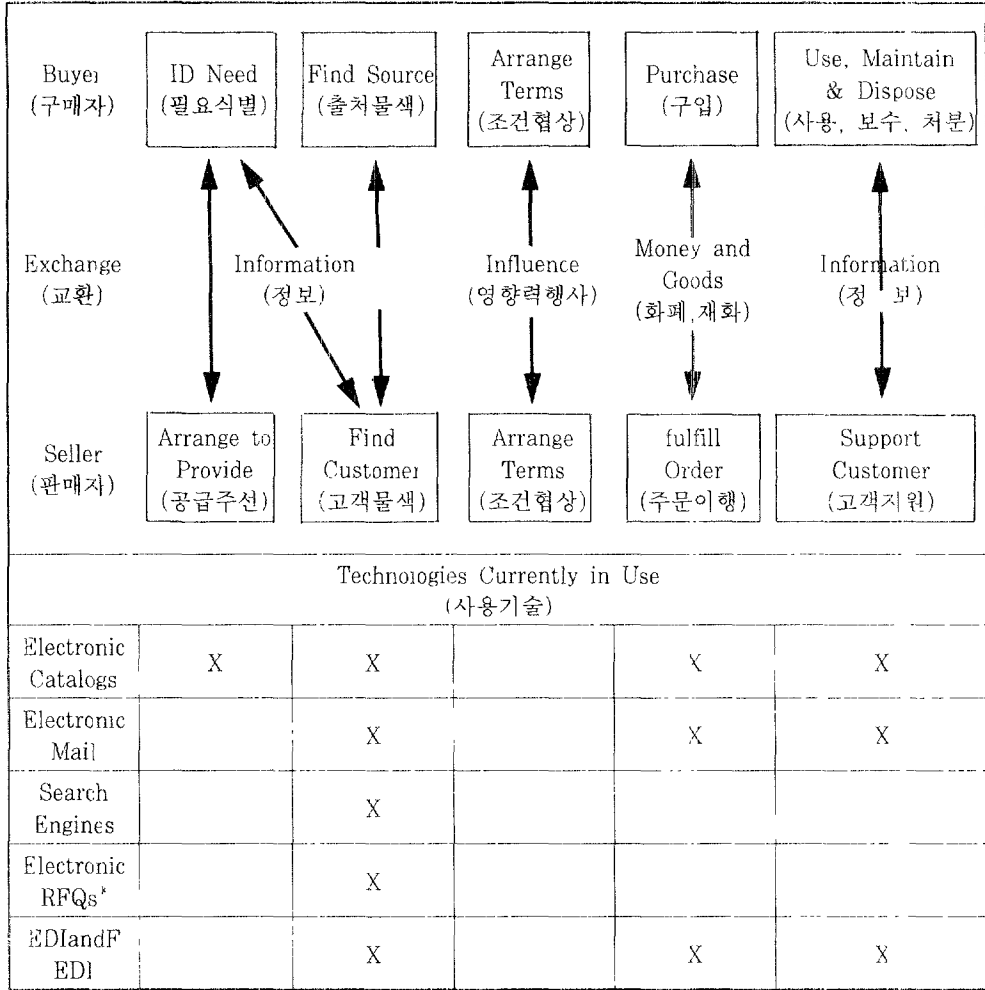 Buyer
(구매자)
ID Need
(필요식별)
Find Source
(출처물색)
Arrange
Terms
(조건협상)
Purchase
(구입)
Use, Maintain
& Dispose
(사용, 보수, 처분)
Exchange
(교환)
Information
(정보)
Influence
(영향력행사)
Money and
Goods
(화폐,재화)
Information
(정 보)
Seller
(판매자)
Arrange to
Provide
(공급주선)
Find
Customer
(고객물색)
Arrange
Terms
(조건협상)
fulfill
Order
(주문이행)
Support
Customer
(고객지원)
Technologies Currently in Use
(사용기술)
Electronic
Catalogs
X X X X
Electronic
Mail
X X X
Search
Engines
X
Electronic
RFQs*
X
EDIandF
EDI
X X X